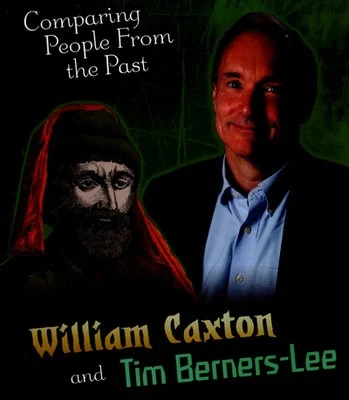 Comparing
People From
the Past
William Caxton
and Tim Berners-Lee